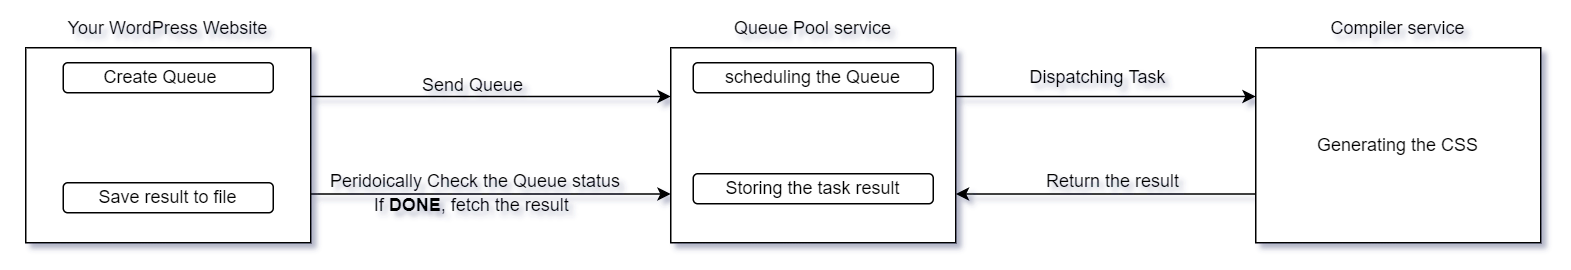 Your WordPress Website
Queue Pool service
Compiler service
Create Queue
Send Queue
scheduling the Queue
Dispatching Task
Generating the CSS
Save result to file
Peridoically Check the Queue status
If DONE, fetch the result
Storing the task result
Return the result